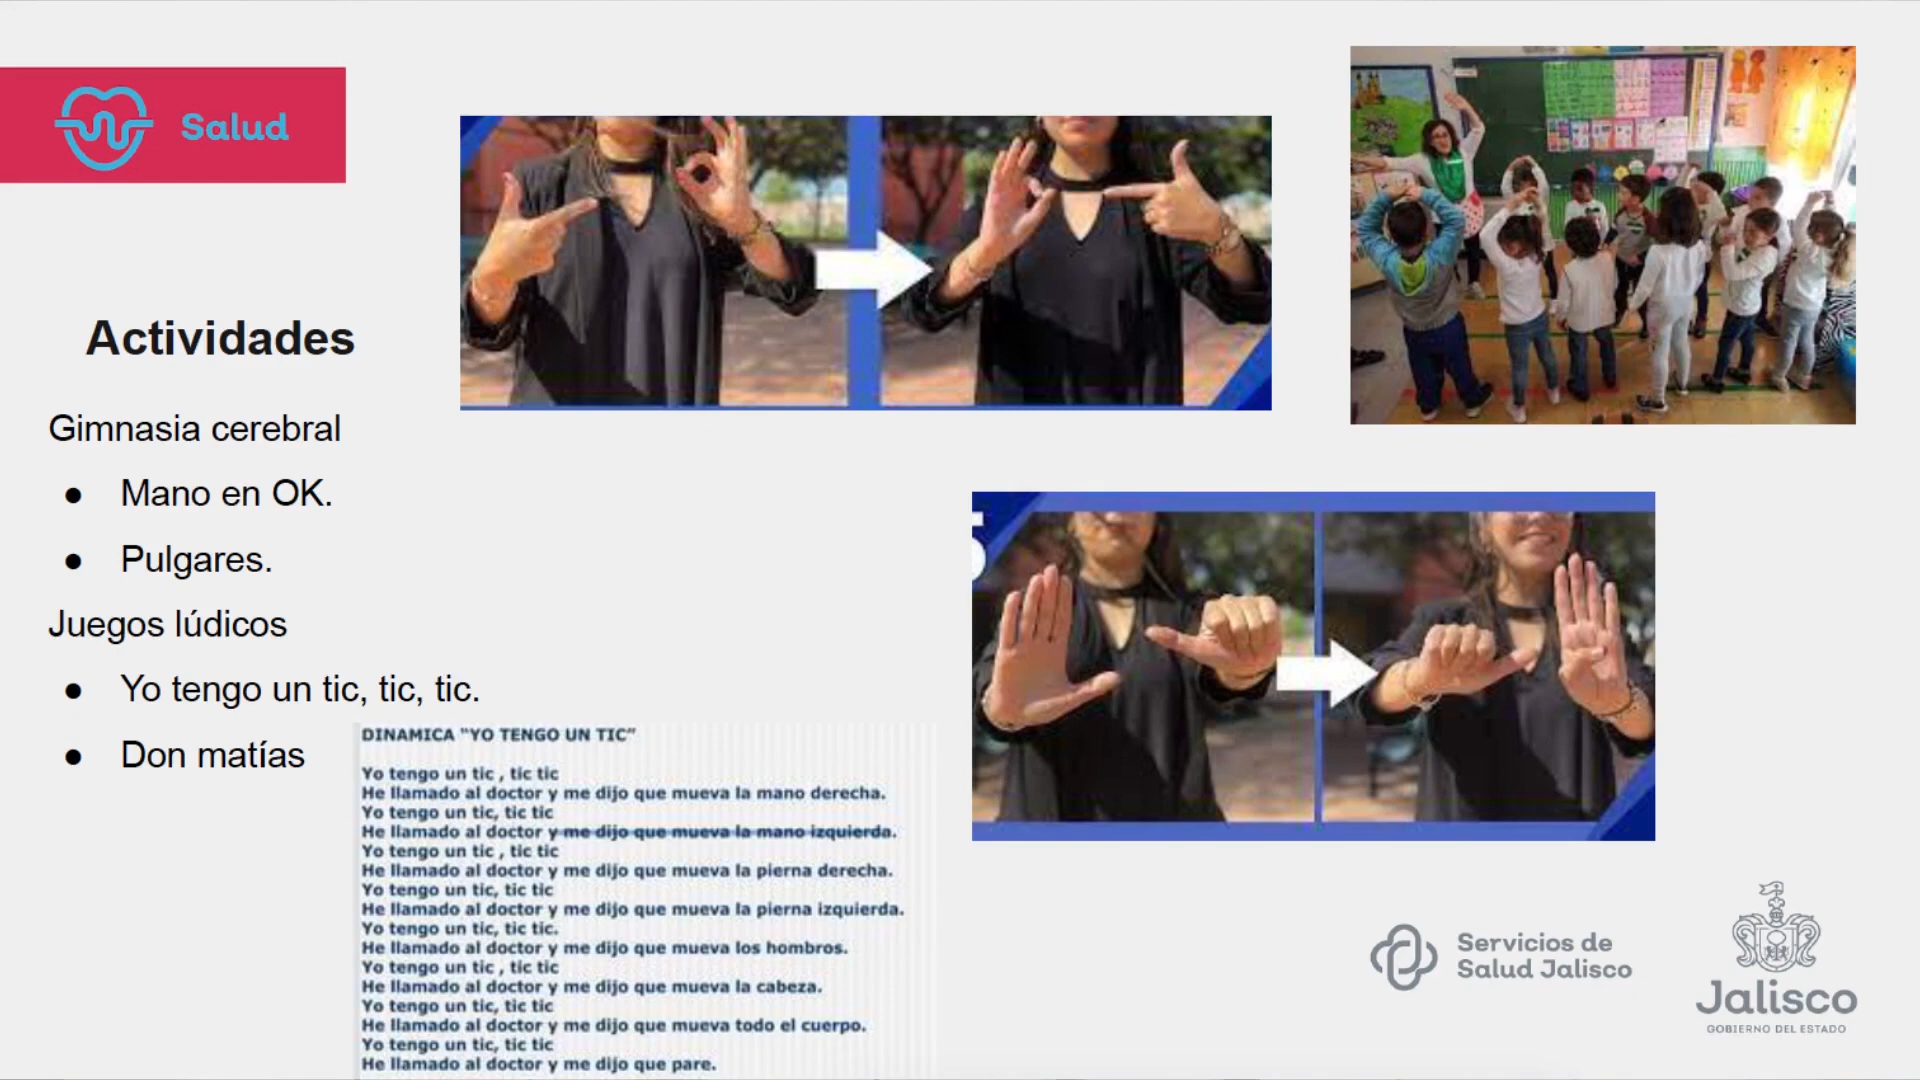 Salud
Actividades
Gimnasia cerebral
● Mano en OK.
● Pulgares.
Juegos lúdicos
● Yo tengo un tic, tic, tic.
● Don matías
DINAMICA "YO TENGO UN TIC"
Yo tengo un tic , tic tic
He llamado al doctor y me dijo que mueva la mano derecha.
Yo tengo un tic, tic tic
He llamado al doctor y me dijo que mueva la mano izquierda.
Yo tengo un tic , tic tic
He llamado al doctor y me dijo que mueva la pierna derecha.
Yo tengo un tic, tic tic
He llamado al doctor y me dijo que mueva la pierna izquierda.
Yo tengo un tic, tic tic.
He llamado al doctor y me dijo que mueva los hombros.
Yo tengo un tic , tic tic
He llamado al doctor y me dijo que mueva la cabeza.
Yo tengo un tic, tic tic
He llamado al doctor y me dijo que mueva todo el cuerpo.
Yo tengo un tic, tic tic
He llamado al doctor y me dijo que pare.
Servicios de
Salud Jalisco
Jalisco
GOBIERNO DEL ESTADO